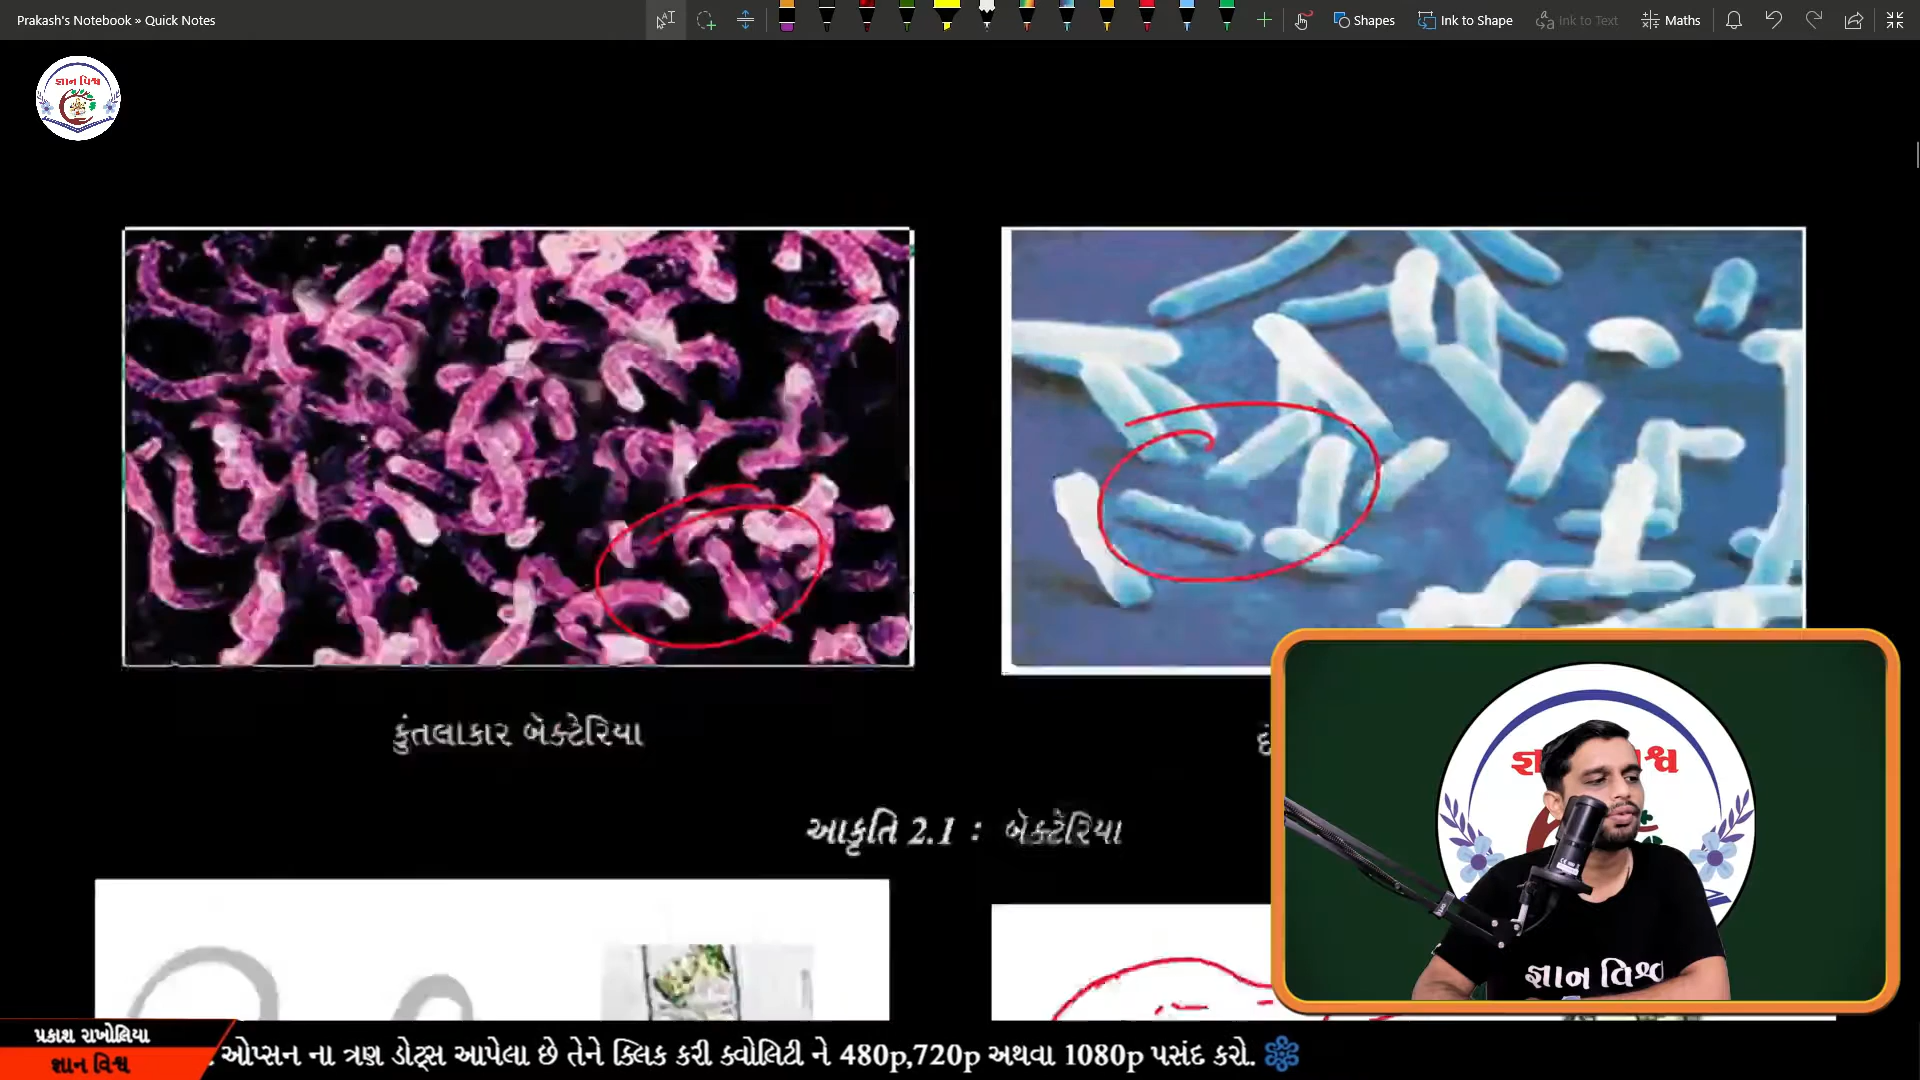 Prakash's Notebook » Quick Notes
Shapes
Ink to Shape
Ink to Text
Maths
જ્ઞાન વિશ્વ
કુંતલાકાર બૅક્ટેરિયા
આકૃતિ 2.1 : બૅક્ટેરિયા
જ્ઞાન વિશ્વ
પ્રકાશ રાખોલિયા
જ્ઞાન વિશ્વ
ઓપ્સન ના ત્રણ ડોટ્સ આપેલા છે તેને ક્લિક કરી ક્વોલિટી ને 480p,720p અથવા 1080p પસંદ કરો.